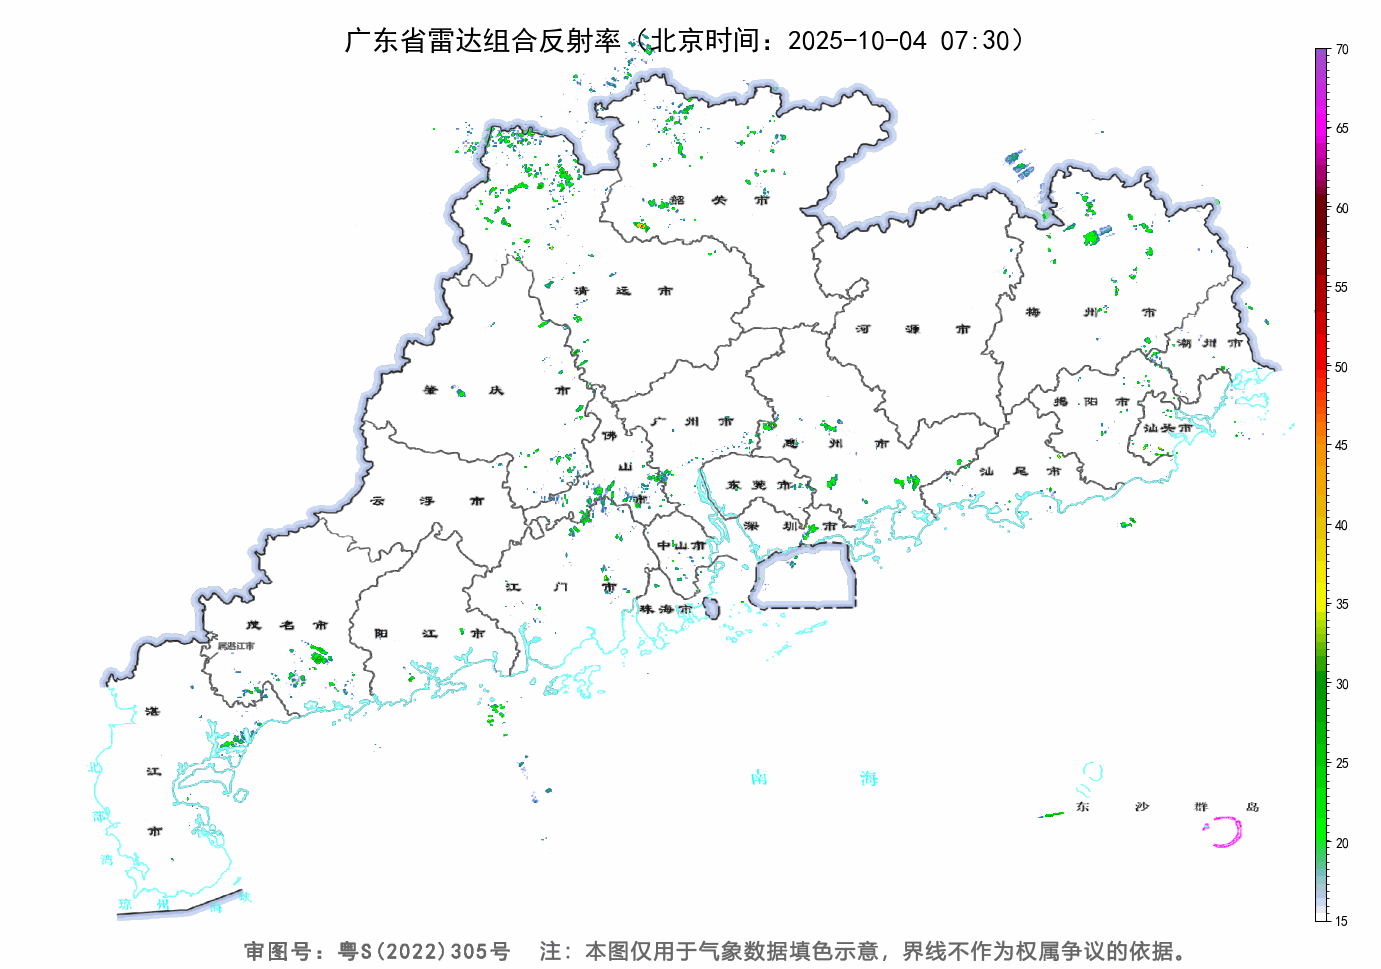 广东省雷达组合反射率（北京时间：2025-10-04 07:30）
70
65
60
55
50
45
40
35
30
25
20
15
韶 关 市
清 远 市
梅 州 市
河 源 市
潮 州 市
肇 庆 市
揭 阳 市
广 州 市
汕头市
佛 山 市
惠 州 市
汕 尾 市
东 莞 市
云 浮 市
深 圳 市
中山市
江 门 市
珠海市
茂 名 市
阳 江 市
属湛江市
湛 江 市
南 海
东 沙 群 岛
北 部 湾
琼 州 海 峡
审图号：粤S(2022)305号 注：本图仅用于气象数据填色示意，界线不作为权属争议的依据。